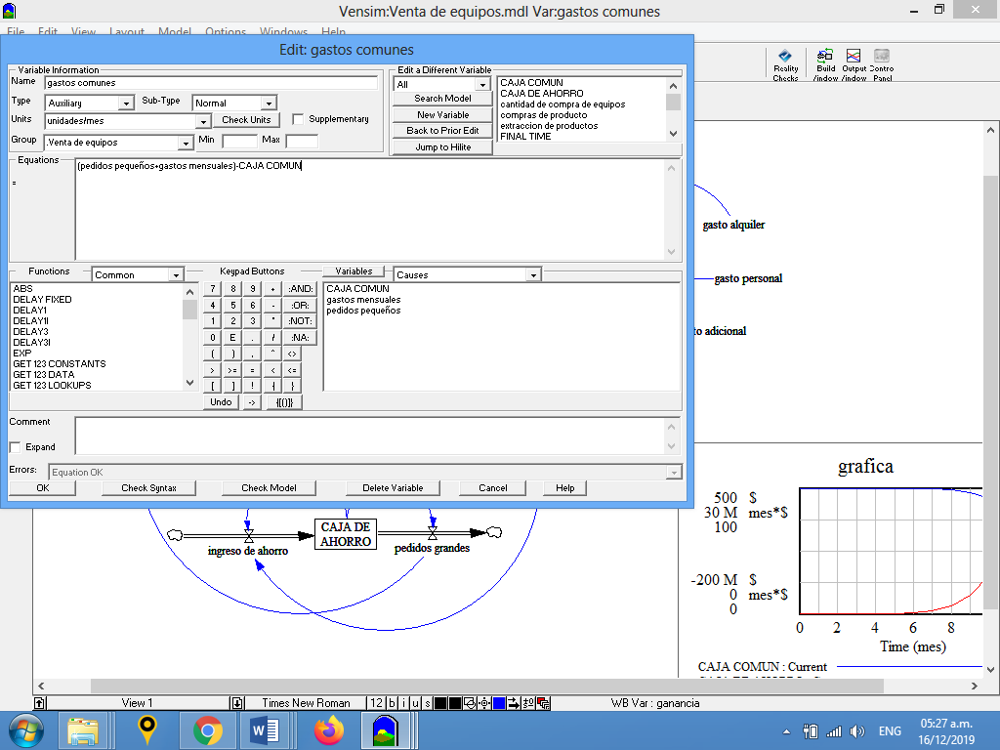 Vensim:Venta de equipos.mdl Var:gastos comunes
File Edit View Layout Model Options Windows Help
Edit: gastos comunes
Reality Checks
Build
Output
Contro Panel
Variable Information
Name gastos comunes
Type Auxiliary Sub-Type Normal
Units unidades/mes Check Units Supplementary
Group .Venta de equipos Min Max
Edit a Different Variable
All
Search Model
New Variable
Back to Prior Edit
Jump to Hilite
CAJA COMUN
CAJA DE AHORRO
cantidad de compra de equipos
compras de producto
extraccion de productos
FINAL TIME
Equations
=
(pedidos pequeños+gastos mensuales)-CAJA COMUN
Functions Common
ABS
DELAY FIXED
DELAY1
DELAY1I
DELAY3
DELAY3I
EXP
GET 123 CONSTANTS
GET 123 DATA
GET 123 LOOKUPS
Keypad Buttons
7 8 9 + :AND:
4 5 6 - :OR:
1 2 3 * :NOT:
0 E . / :NA:
( ) , ^ <>
> >= = < <=
[ ] ! { }
Undo -> {[()]}
Variables Causes
CAJA COMUN
gastos mensuales
pedidos pequeños
Comment
Expand
Errors: Equation OK
OK Check Syntax Check Model Delete Variable Cancel Help
gasto alquiler
gasto personal
to adicional
ingreso de ahorro
CAJA DE
AHORRO
pedidos grandes
grafica
500 $
30 M mes*$
100
-200 M $
0 mes*$
0
0 2 4 6 8
Time (mes)
CAJA COMUN : Current
View 1 Times New Roman 12 b i u s WB Var : ganancia
ENG
05:27 a.m.
16/12/2019